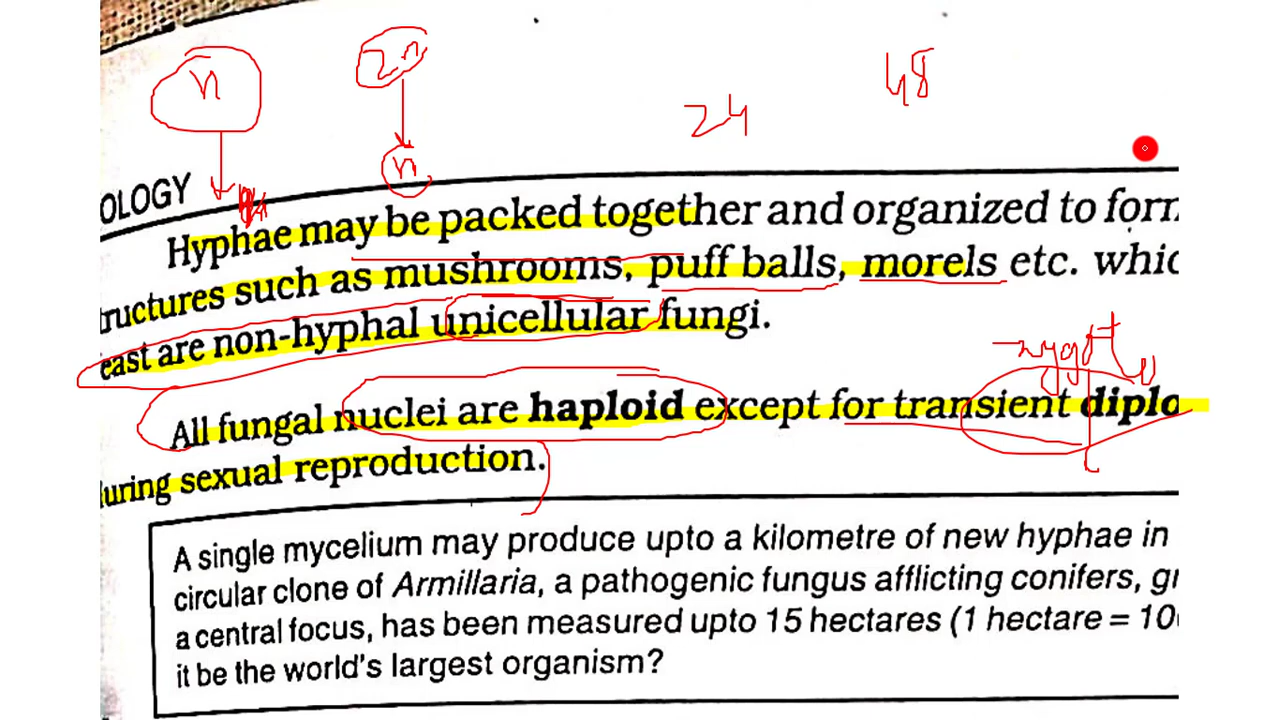 n 2n 24 48
n
OLOGY
Hyphae may be packed together and organized to form
tructures such as mushrooms, puff balls, morels etc. whic
east are non-hyphal unicellular fungi.
All fungal nuclei are haploid except for transient diplo
during sexual reproduction.
A single mycelium may produce upto a kilometre of new hyphae in
circular clone of Armillaria, a pathogenic fungus afflicting conifers, gr
a central focus, has been measured upto 15 hectares (1 hectare = 10
it be the world's largest organism?